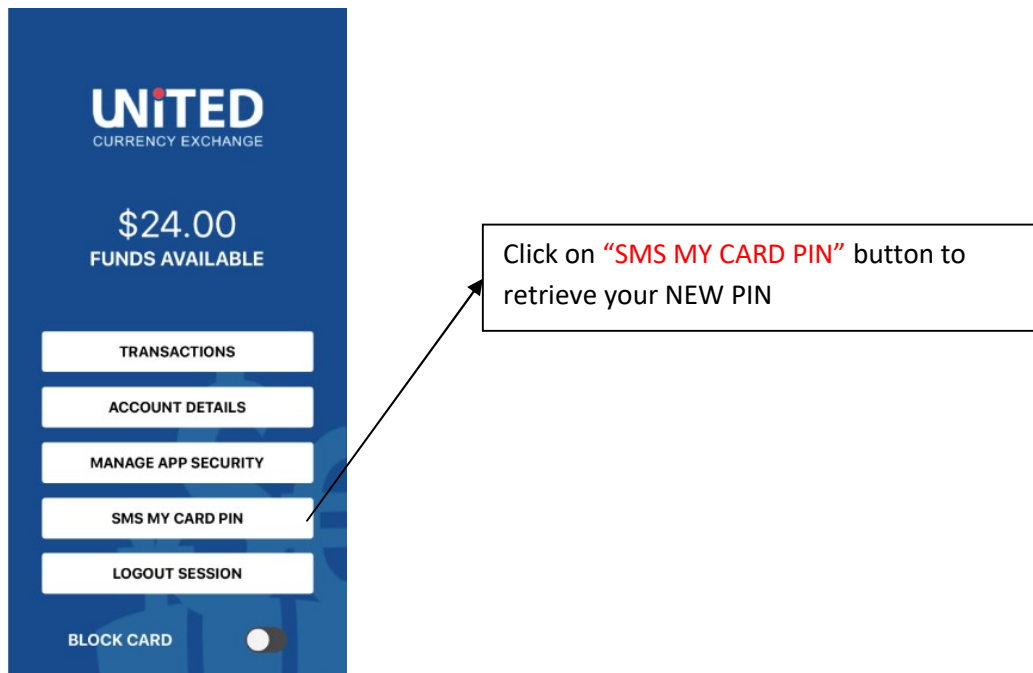 UNiTED
CURRENCY EXCHANGE
$24.00
FUNDS AVAILABLE
Click on “SMS MY CARD PIN” button to
retrieve your NEW PIN
TRANSACTIONS
ACCOUNT DETAILS
MANAGE APP SECURITY
SMS MY CARD PIN
LOGOUT SESSION
BLOCK CARD